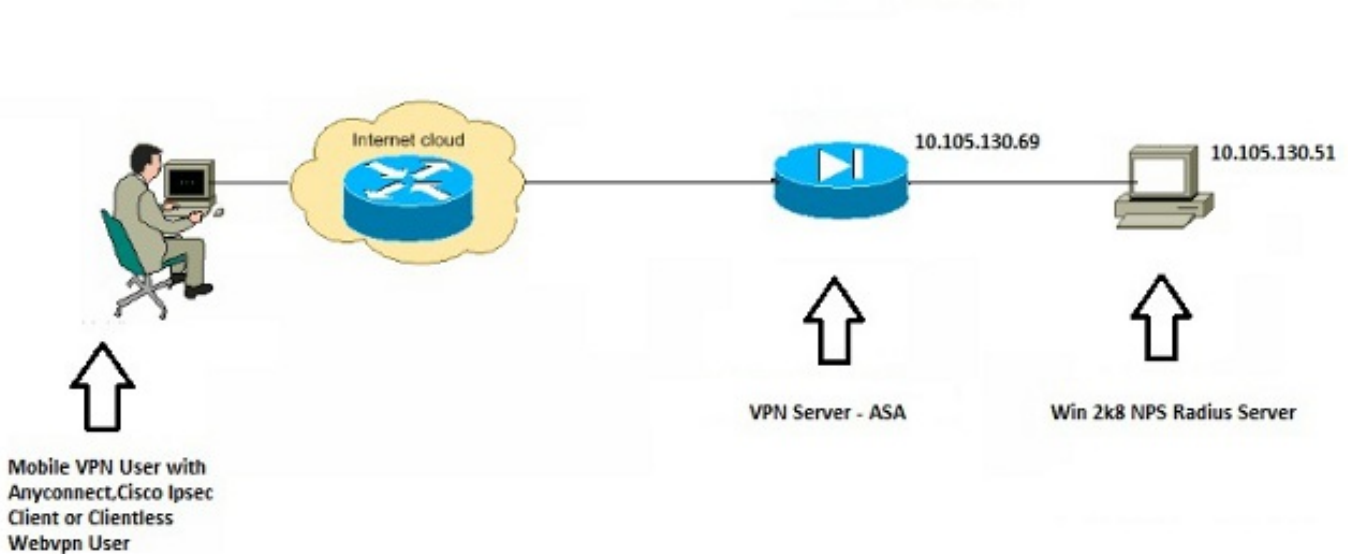 Internet cloud
10.105.130.69
10.105.130.51
VPN Server - ASA
Win 2k8 NPS Radius Server
Mobile VPN User with
Anyconnect,Cisco Ipsec
Client or Clientless
Webvpn User